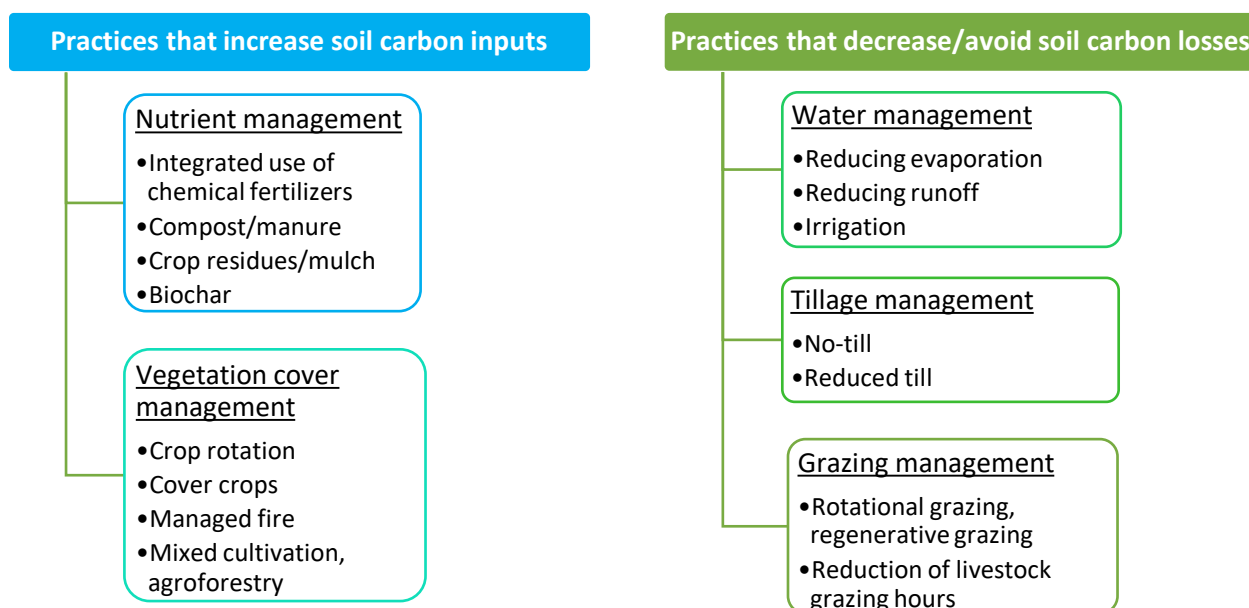 Practices that increase soil carbon inputs
Nutrient management
•Integrated use of
chemical fertilizers
•Compost/manure
•Crop residues/mulch
•Biochar
Vegetation cover
management
•Crop rotation
•Cover crops
•Managed fire
•Mixed cultivation,
agroforestry
Practices that decrease/avoid soil carbon losses
Water management
•Reducing evaporation
•Reducing runoff
•Irrigation
Tillage management
•No-till
•Reduced till
Grazing management
•Rotational grazing,
regenerative grazing
•Reduction of livestock
grazing hours